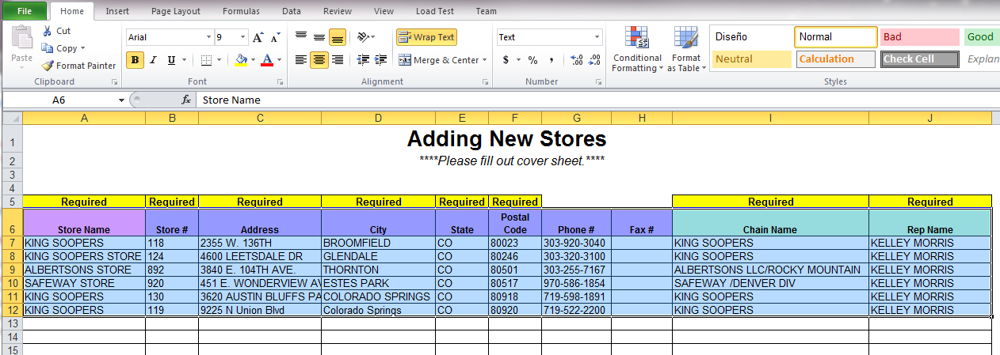 File Home Insert Page Layout Formulas Data Review View Load Test Team
Cut
Copy
Paste
Format Painter
Clipboard
Arial 9 A A
B I U A
Font
Wrap Text
Merge & Center
Alignment
Text
$ % , .00 .0
Number
Conditional Formatting
Format as Table
Diseño Normal Bad Good
Neutral Calculation Check Cell Explan
Styles
A6 fx Store Name
A B C D E F G H I J
1 Adding New Stores
2 ****Please fill out cover sheet.****
3
4
5 Required Required Required Required Required Required Required Required
6 Store Name Store # Address City State Postal Code Phone # Fax # Chain Name Rep Name
7 KING SOOPERS 118 2355 W. 136TH BROOMFIELD CO 80023 303-920-3040 KING SOOPERS KELLEY MORRIS
8 KING SOOPERS STORE 124 4600 LEETSDALE DR GLENDALE CO 80246 303-320-3100 KING SOOPERS KELLEY MORRIS
9 ALBERTSONS STORE 892 3840 E. 104TH AVE. THORNTON CO 80501 303-255-7167 ALBERTSONS LLC/ROCKY MOUNTAIN KELLEY MORRIS
10 SAFEWAY STORE 920 451 E. WONDERVIEW AV ESTES PARK CO 80517 970-586-1854 SAFEWAY /DENVER DIV KELLEY MORRIS
11 KING SOOPERS 130 3620 AUSTIN BLUFFS PA COLORADO SPRINGS CO 80918 719-598-1891 KING SOOPERS KELLEY MORRIS
12 KING SOOPERS 119 9225 N Union Blvd Colorado Springs CO 80920 719-522-2200 KING SOOPERS KELLEY MORRIS
13
14
15